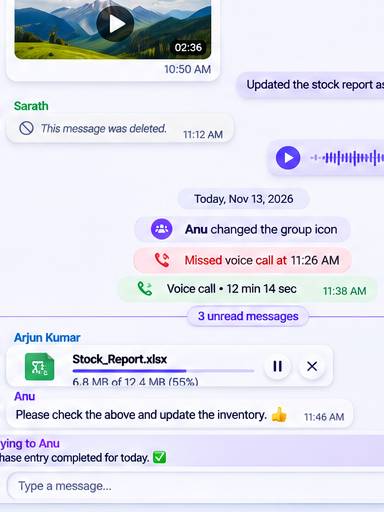 02:36
10:50 AM
Updated the stock report as
Sarath
This message was deleted. 11:12 AM
Today, Nov 13, 2026
Anu changed the group icon
Missed voice call at 11:26 AM
Voice call • 12 min 14 sec 11:38 AM
3 unread messages
Arjun Kumar
Stock_Report.xlsx
6.8 MB of 12.4 MB (55%)
Anu
Please check the above and update the inventory. 👍 11:46 AM
ying to Anu
hase entry completed for today. ✅
Type a message...